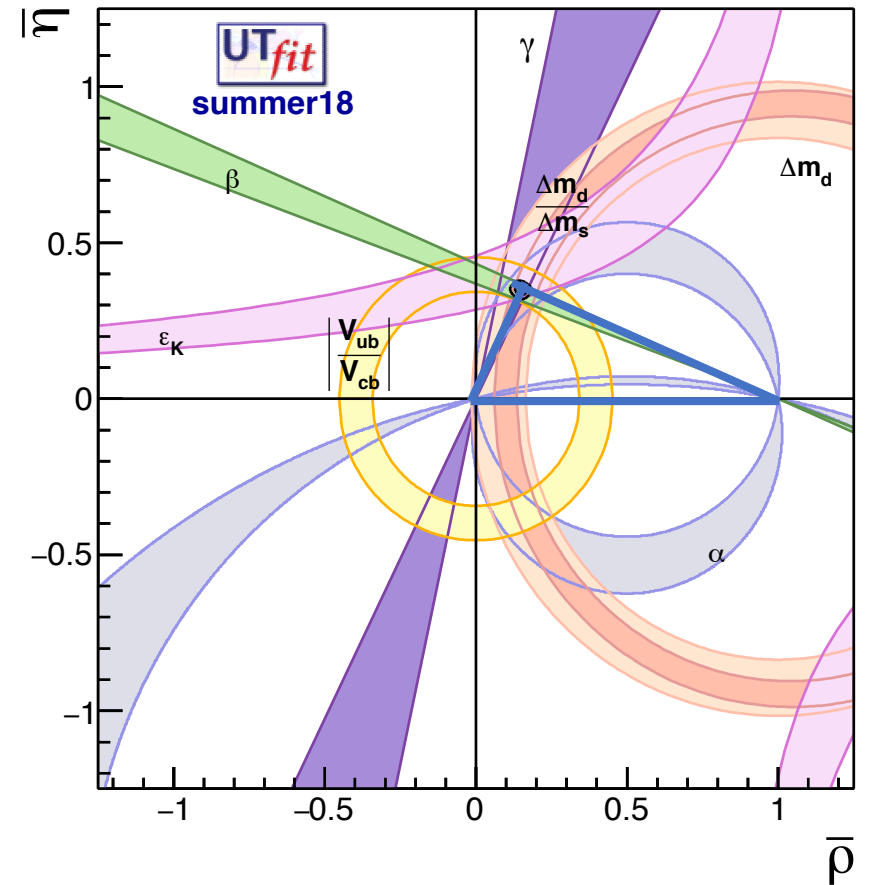 η̅
UTfit
summer18
γ
1
Δm_d
β
Δm_d
Δm_s
0.5
ε_K
|V_ub
V_cb|
0
−0.5
α
−1
−1
−0.5
0
0.5
1
ρ̅